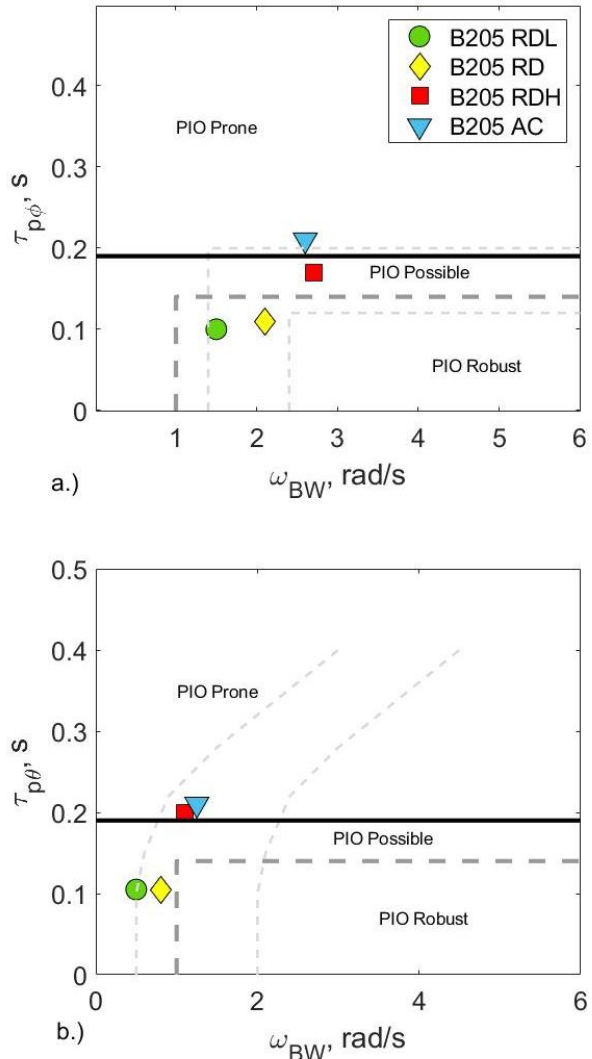 B205 RDL
B205 RD
B205 RDH
B205 AC
0.4
0.3
0.2
0.1
0
τpϕ, s
PIO Prone
PIO Possible
PIO Robust
1 2 3 4 5 6
a.) ωBW, rad/s
0.5
0.4
0.3
0.2
0.1
0
τpθ, s
PIO Prone
PIO Possible
PIO Robust
0 2 4 6
b.) ωBW, rad/s